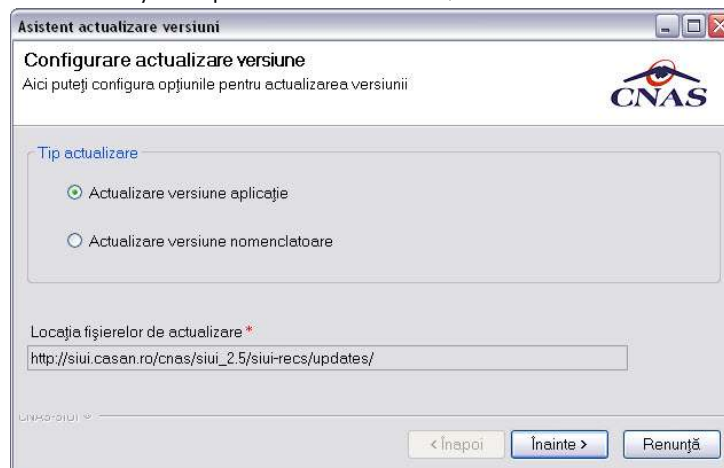 Asistent actualizare versiuni
Configurare actualizare versiune
Aici puteți configura opțiunile pentru actualizarea versiunii
CNAS
Tip actualizare
Actualizare versiune aplicație
Actualizare versiune nomenclatoare
Locația fișierelor de actualizare *
http://siui.casan.ro/cnas/siui_2.5/siui-recs/updates/
CNAS-SIUI ©
< Înapoi
Înainte >
Renunță